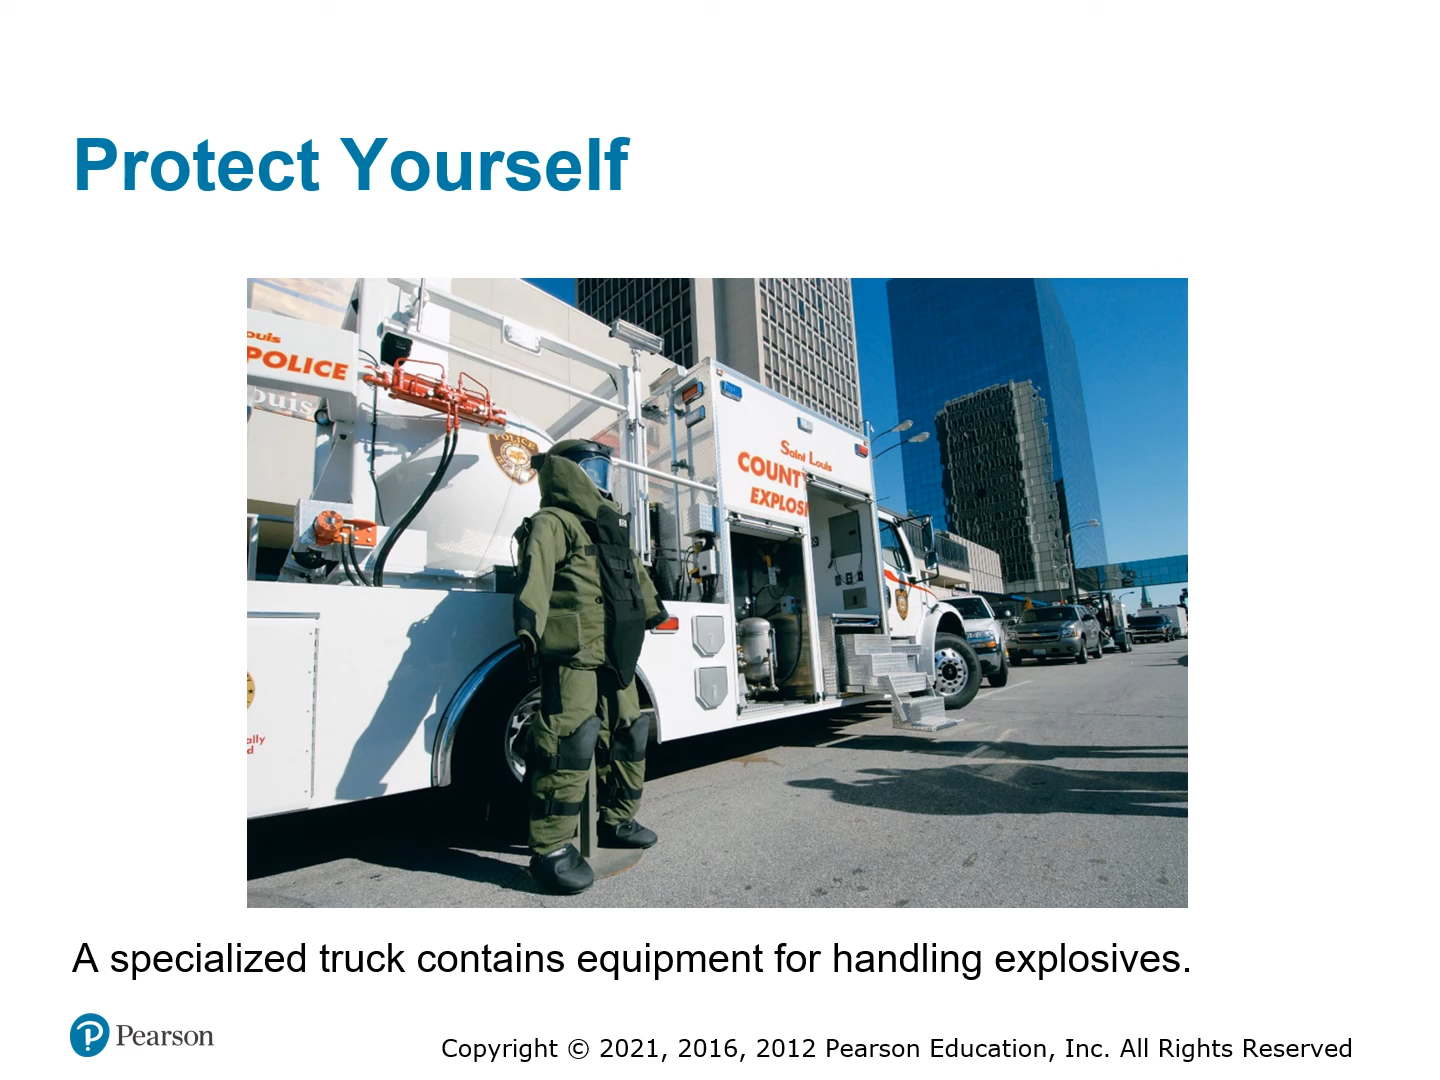 Protect Yourself
POLICE
POLICE
Saint Louis
COUNT
EXPLOS
A specialized truck contains equipment for handling explosives.
Pearson
Copyright © 2021, 2016, 2012 Pearson Education, Inc. All Rights Reserved